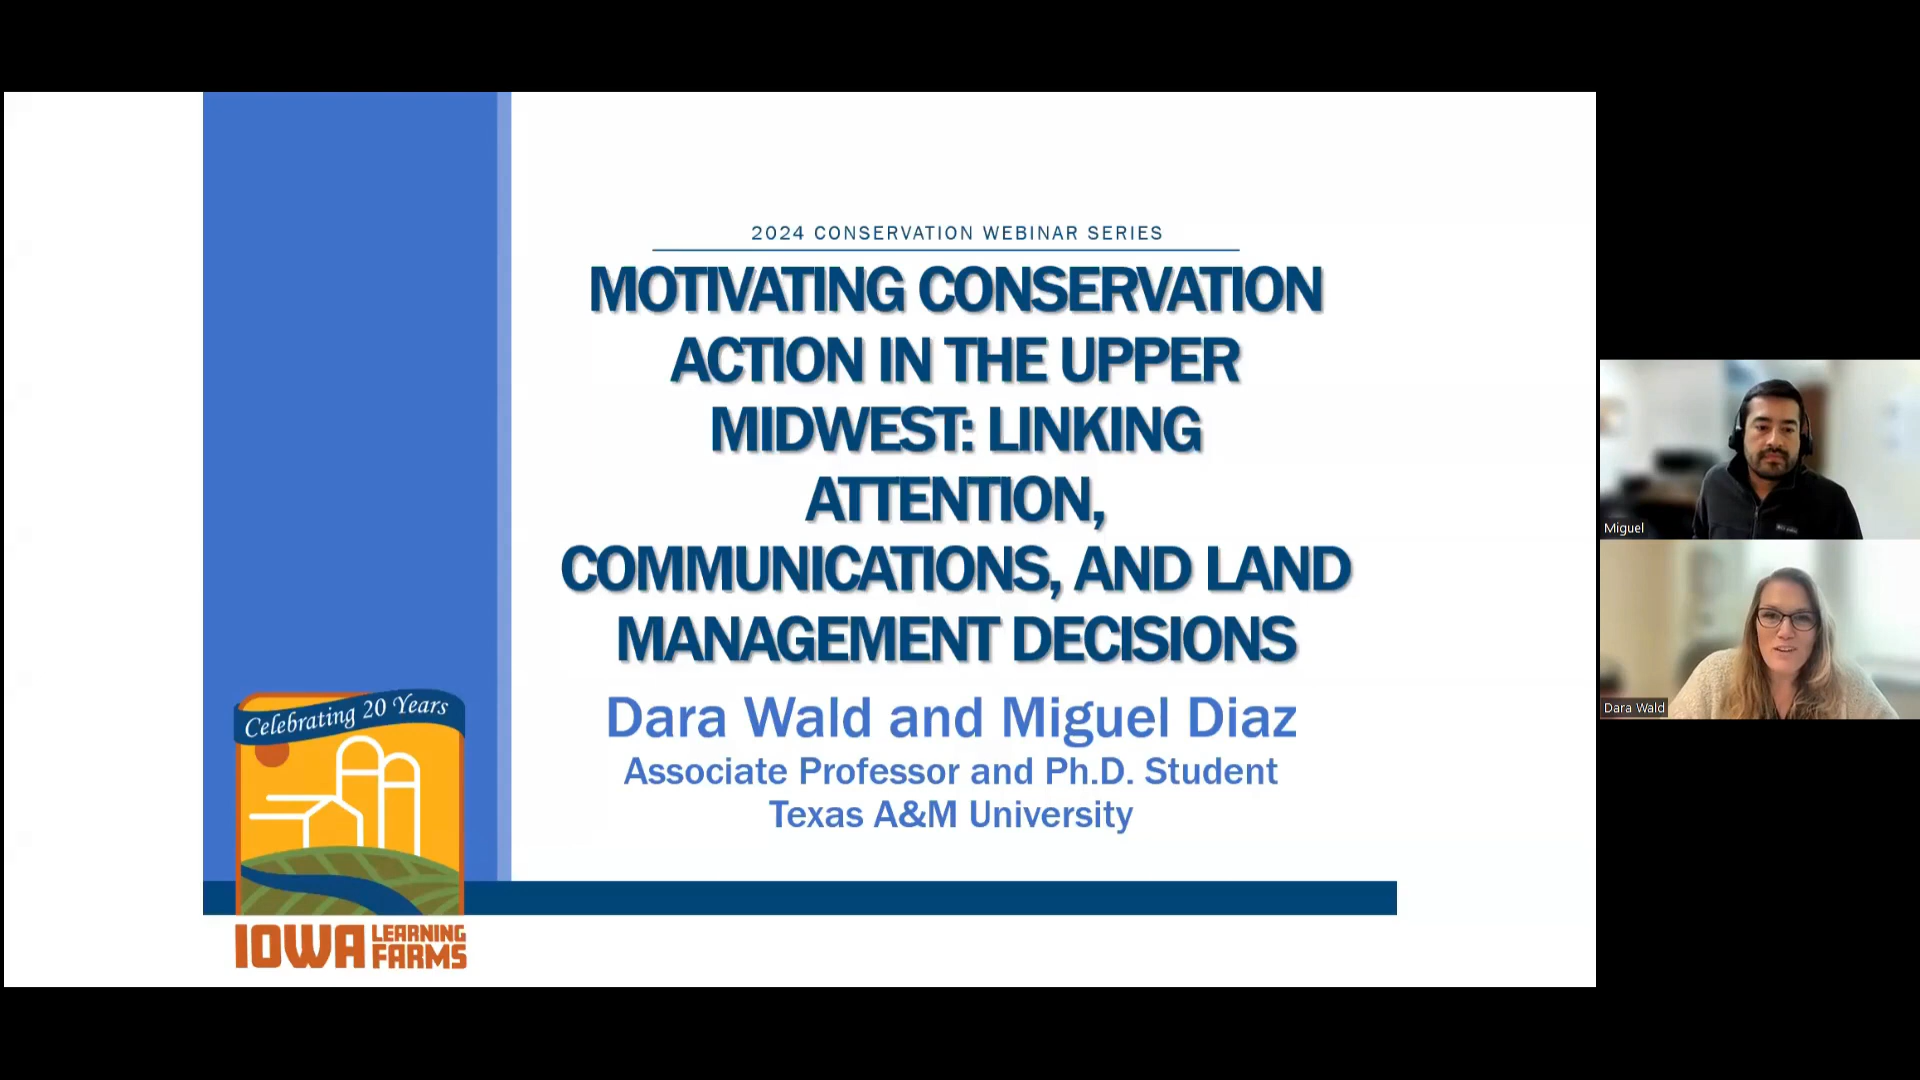 2024 CONSERVATION WEBINAR SERIES
MOTIVATING CONSERVATION
ACTION IN THE UPPER
MIDWEST: LINKING
ATTENTION,
COMMUNICATIONS, AND LAND
MANAGEMENT DECISIONS
Dara Wald and Miguel Diaz
Associate Professor and Ph.D. Student
Texas A&M University
Celebrating 20 Years
IOWA LEARNING
FARMS
Miguel
Dara Wald